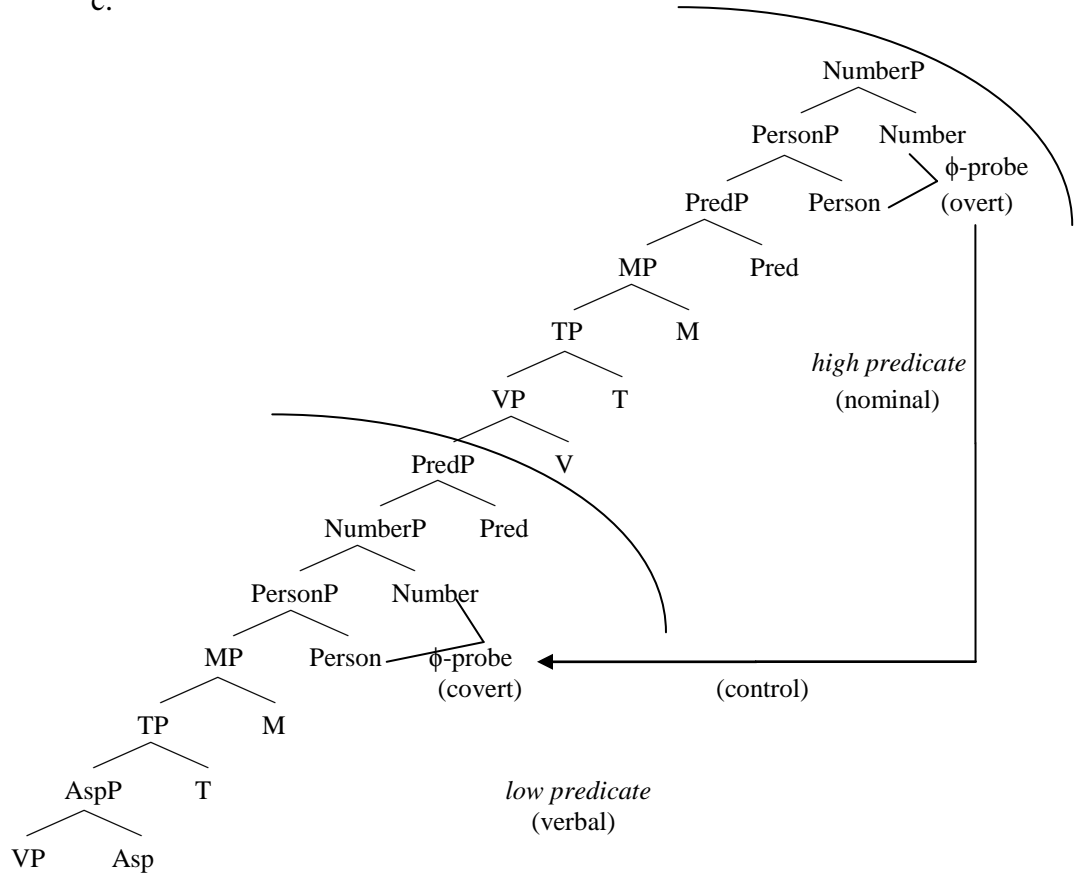 c.
NumberP
PersonP Number
ϕ-probe
PredP Person (overt)
MP Pred
TP M
high predicate
VP T (nominal)
PredP V
NumberP Pred
PersonP Number
MP Person ϕ-probe
(covert) (control)
TP M
AspP T low predicate
(verbal)
VP Asp